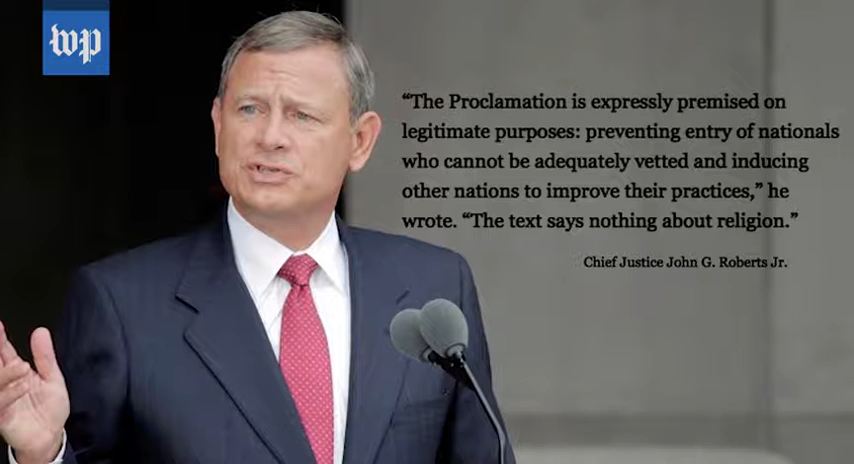 wp
“The Proclamation is expressly premised on
legitimate purposes: preventing entry of nationals
who cannot be adequately vetted and inducing
other nations to improve their practices,” he
wrote. “The text says nothing about religion.”
Chief Justice John G. Roberts Jr.